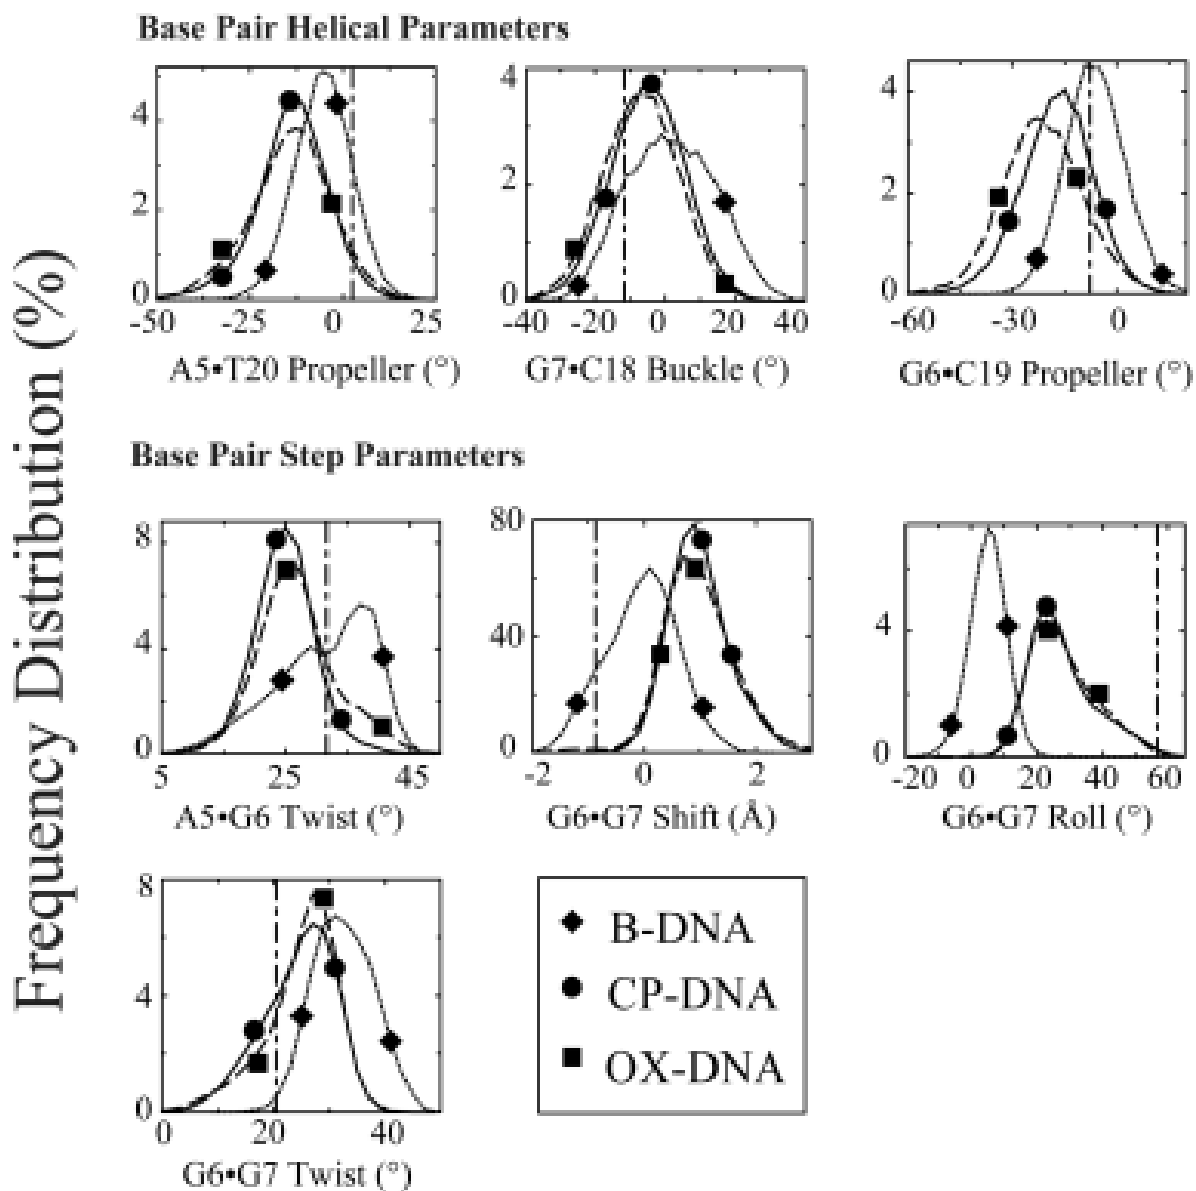 Base Pair Helical Parameters
Frequency Distribution (%)
4
2
0
-50 -25 0 25
A5•T20 Propeller (°)
4
2
0
-40 -20 0 20 40
G7•C18 Buckle (°)
4
2
0
-60 -30 0
G6•C19 Propeller (°)
Base Pair Step Parameters
8
4
0
5 25 45
A5•G6 Twist (°)
80
40
0
-2 0 2
G6•G7 Shift (Å)
4
0
-20 0 20 40 60
G6•G7 Roll (°)
8
4
0
0 20 40
G6•G7 Twist (°)
B-DNA
CP-DNA
OX-DNA